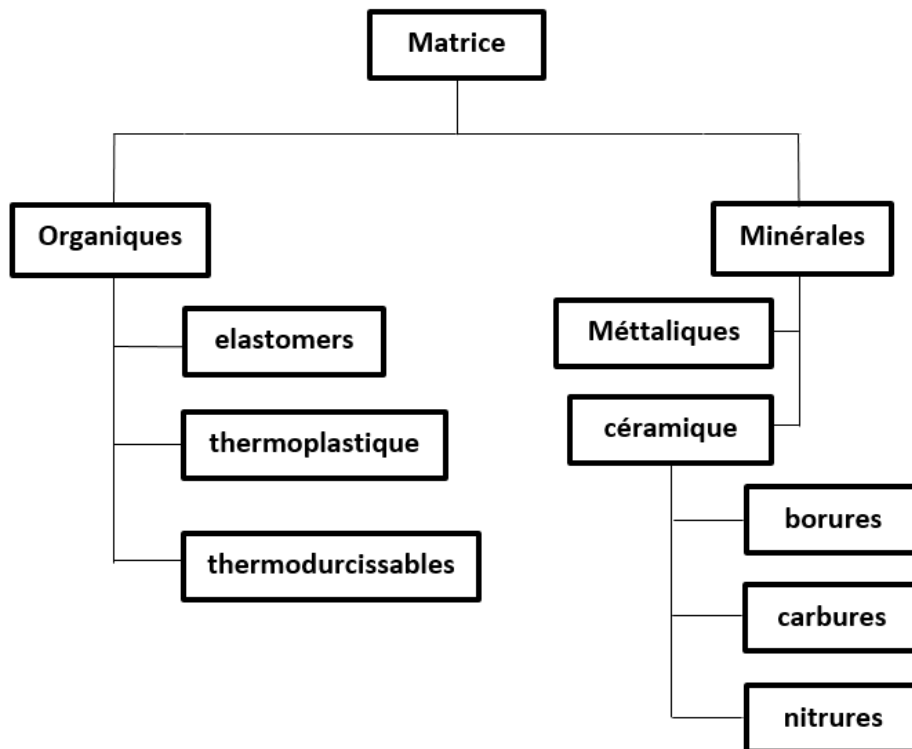 Matrice
Organiques
Minérales
elastomers
Méttaliques
thermoplastique
céramique
thermodurcissables
borures
carbures
nitrures